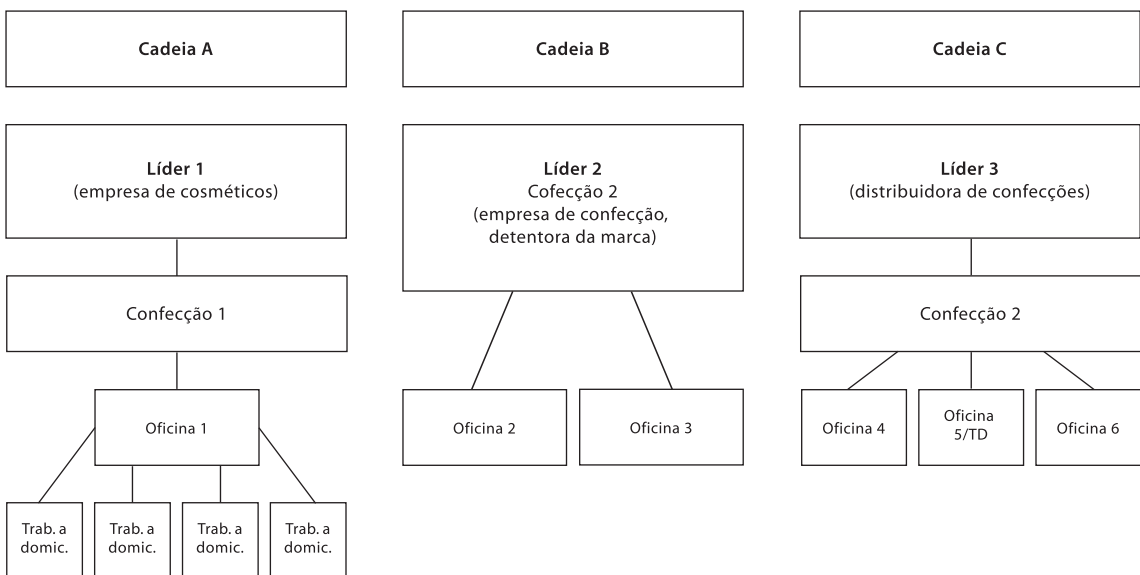 Cadeia A
Cadeia B
Cadeia C
Líder 1
(empresa de cosméticos)
Líder 2
Cofecção 2
(empresa de confecção,
detentora da marca)
Líder 3
(distribuidora de confecções)
Confecção 1
Confecção 2
Oficina 1
Oficina 2
Oficina 3
Oficina 4
Oficina
5/TD
Oficina 6
Trab. a
domic.
Trab. a
domic.
Trab. a
domic.
Trab. a
domic.